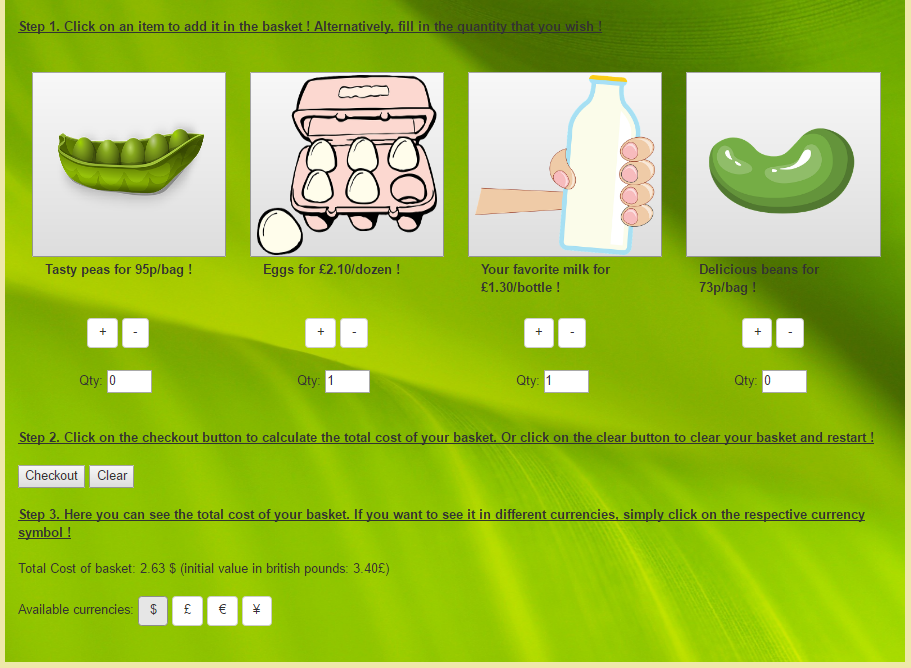 Step 1. Click on an item to add it in the basket ! Alternatively, fill in the quantity that you wish !
Tasty peas for 95p/bag !
Eggs for £2.10/dozen !
Your favorite milk for
£1.30/bottle !
Delicious beans for
73p/bag !
+ - + - + - + -
Qty: 0 Qty: 1 Qty: 1 Qty: 0
Step 2. Click on the checkout button to calculate the total cost of your basket. Or click on the clear button to clear your basket and restart !
Checkout Clear
Step 3. Here you can see the total cost of your basket. If you want to see it in different currencies, simply click on the respective currency
symbol !
Total Cost of basket: 2.63 $ (initial value in british pounds: 3.40£)
Available currencies: $ £ € ¥